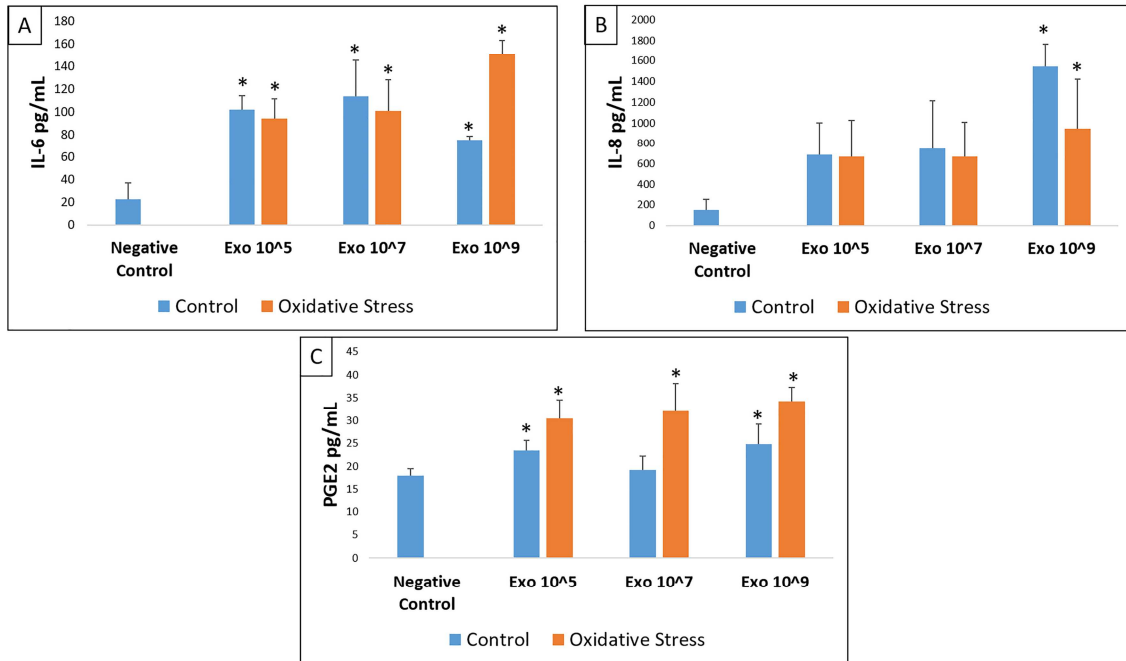 A
IL-6 pg/mL
180
160
140
120
100
80
60
40
20
0
* * * * * *
Negative Control
Exo 10^5
Exo 10^7
Exo 10^9
Control
Oxidative Stress
B
IL-8 pg/mL
2000
1800
1600
1400
1200
1000
800
600
400
200
0
* *
Negative Control
Exo 10^5
Exo 10^7
Exo 10^9
Control
Oxidative Stress
C
PGE2 pg/mL
45
40
35
30
25
20
15
10
5
0
* * * * *
Negative Control
Exo 10^5
Exo 10^7
Exo 10^9
Control
Oxidative Stress